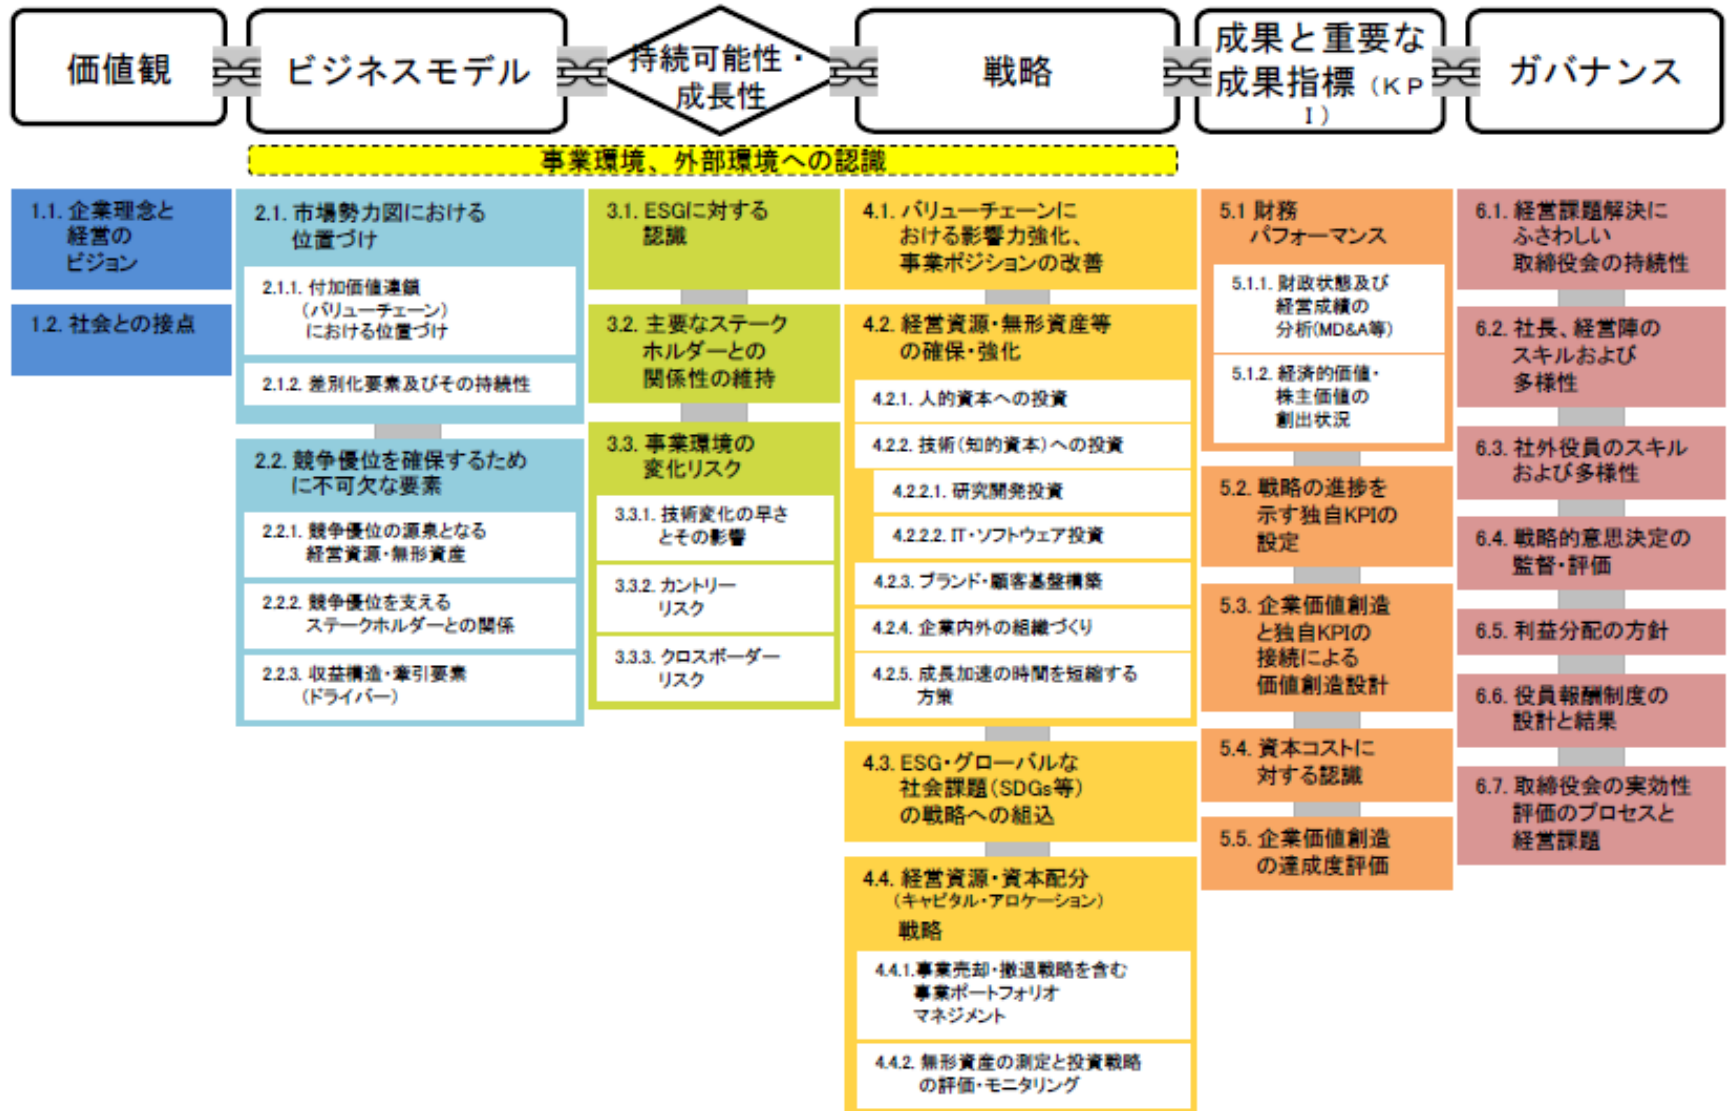 価値観
ビジネスモデル
持続可能性・
成長性
戦略
成果と重要な
成果指標（ＫＰ
Ｉ）
ガバナンス
事業環境、外部環境への認識
1.1. 企業理念と
経営の
ビジョン
1.2. 社会との接点
2.1. 市場勢力図における
位置づけ
2.1.1. 付加価値連鎖
（バリューチェーン）
における位置づけ
2.1.2. 差別化要素及びその持続性
2.2. 競争優位を確保するため
に不可欠な要素
2.2.1. 競争優位の源泉となる
経営資源・無形資産
2.2.2. 競争優位を支える
ステークホルダーとの関係
2.2.3. 収益構造・牽引要素
（ドライバー）
3.1. ESGに対する
認識
3.2. 主要なステーク
ホルダーとの
関係性の維持
3.3. 事業環境の
変化リスク
3.3.1. 技術変化の早さ
とその影響
3.3.2. カントリー
リスク
3.3.3. クロスボーダー
リスク
4.1. バリューチェーンに
おける影響力強化、
事業ポジションの改善
4.2. 経営資源・無形資産等
の確保・強化
4.2.1. 人的資本への投資
4.2.2. 技術（知的資本）への投資
4.2.2.1. 研究開発投資
4.2.2.2. IT・ソフトウェア投資
4.2.3. ブランド・顧客基盤構築
4.2.4. 企業内外の組織づくり
4.2.5. 成長加速の時間を短縮する
方策
4.3. ESG・グローバルな
社会課題（SDGs等）
の戦略への組込
4.4. 経営資源・資本配分
（キャピタル・アロケーション）
戦略
4.4.1.事業売却・撤退戦略を含む
事業ポートフォリオ
マネジメント
4.4.2. 無形資産の測定と投資戦略
の評価・モニタリング
5.1 財務
パフォーマンス
5.1.1. 財政状態及び
経営成績の
分析(MD&A等)
5.1.2. 経済的価値・
株主価値の
創出状況
5.2. 戦略の進捗を
示す独自KPIの
設定
5.3. 企業価値創造
と独自KPIの
接続による
価値創造設計
5.4. 資本コストに
対する認識
5.5. 企業価値創造
の達成度評価
6.1. 経営課題解決に
ふさわしい
取締役会の持続性
6.2. 社長、経営陣の
スキルおよび
多様性
6.3. 社外役員のスキル
および多様性
6.4. 戦略的意思決定の
監督・評価
6.5. 利益分配の方針
6.6. 役員報酬制度の
設計と結果
6.7. 取締役会の実効性
評価のプロセスと
経営課題